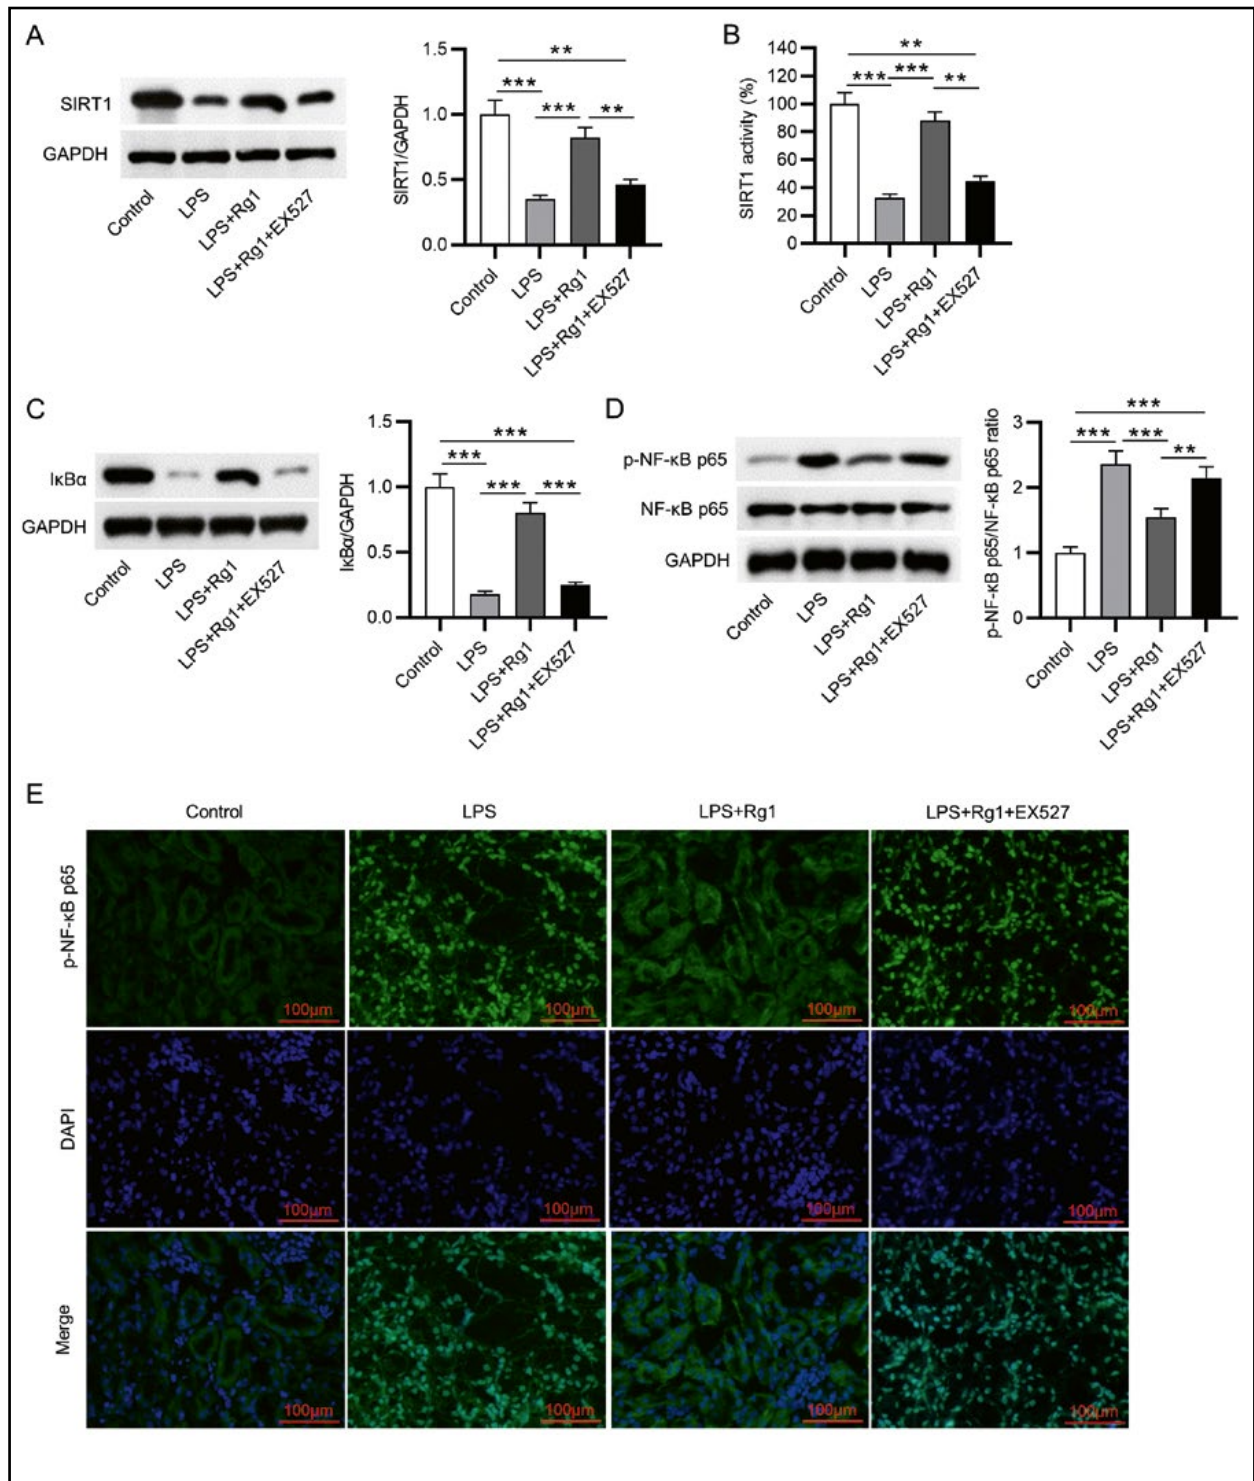 A
SIRT1
GAPDH
Control
LPS
LPS+Rg1
LPS+Rg1+EX527
SIRT1/GAPDH
1.5
1.0
0.5
0.0
**
***
***
**
Control
LPS
LPS+Rg1
LPS+Rg1+EX527
B
SIRT1 activity (%)
140
120
100
80
60
40
20
0
**
***
***
**
Control
LPS
LPS+Rg1
LPS+Rg1+EX527
C
IκBα
GAPDH
Control
LPS
LPS+Rg1
LPS+Rg1+EX527
IκBα/GAPDH
1.5
1.0
0.5
0.0
***
***
***
***
Control
LPS
LPS+Rg1
LPS+Rg1+EX527
D
p-NF-κB p65
NF-κB p65
GAPDH
Control
LPS
LPS+Rg1
LPS+Rg1+EX527
p-NF-κB p65/NF-κB p65 ratio
3
2
1
0
***
***
***
**
Control
LPS
LPS+Rg1
LPS+Rg1+EX527
E
Control
LPS
LPS+Rg1
LPS+Rg1+EX527
p-NF-κB p65
100μm
100μm
100μm
100μm
DAPI
100μm
100μm
100μm
100μm
Merge
100μm
100μm
100μm
100μm